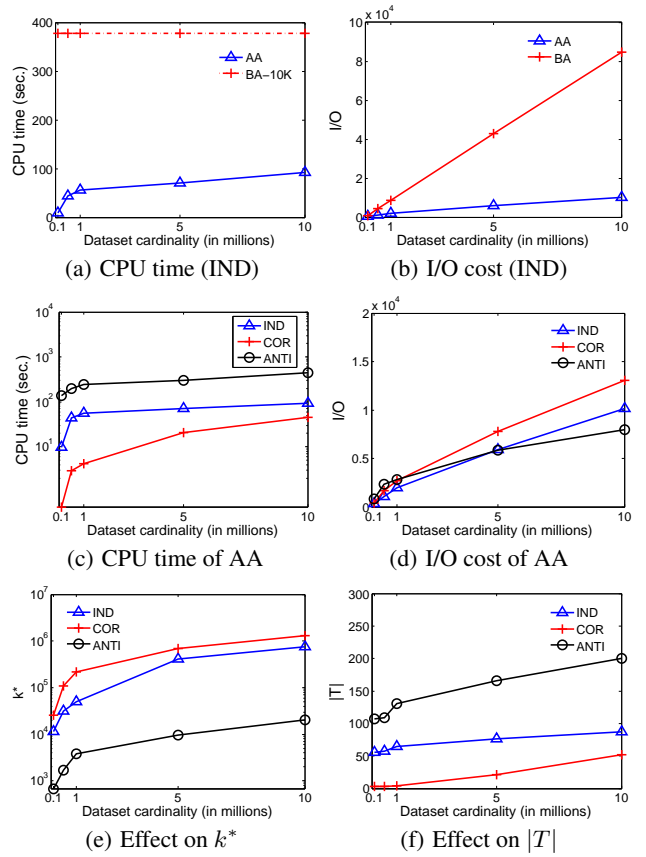 400
300
200
100
0
CPU time (sec.)
AA
BA−10K
0.1 1 5 10
Dataset cardinality (in millions)
(a) CPU time (IND)
x 10^4
10
8
6
4
2
0
I/O
AA
BA
0.1 1 5 10
Dataset cardinality (in millions)
(b) I/O cost (IND)
10^4
10^3
10^2
10^1
CPU time (sec.)
IND
COR
ANTI
0.1 1 5 10
Dataset cardinality (in millions)
(c) CPU time of AA
x 10^4
2
1
0
I/O
IND
COR
ANTI
0.1 1 5 10
Dataset cardinality (in millions)
(d) I/O cost of AA
10^7
10^6
10^5
10^4
10^3
k*
IND
COR
ANTI
0.1 1 5 10
Dataset cardinality (in millions)
(e) Effect on k*
300
250
200
150
100
50
0
|T|
IND
COR
ANTI
0.1 1 5 10
Dataset cardinality (in millions)
(f) Effect on |T|